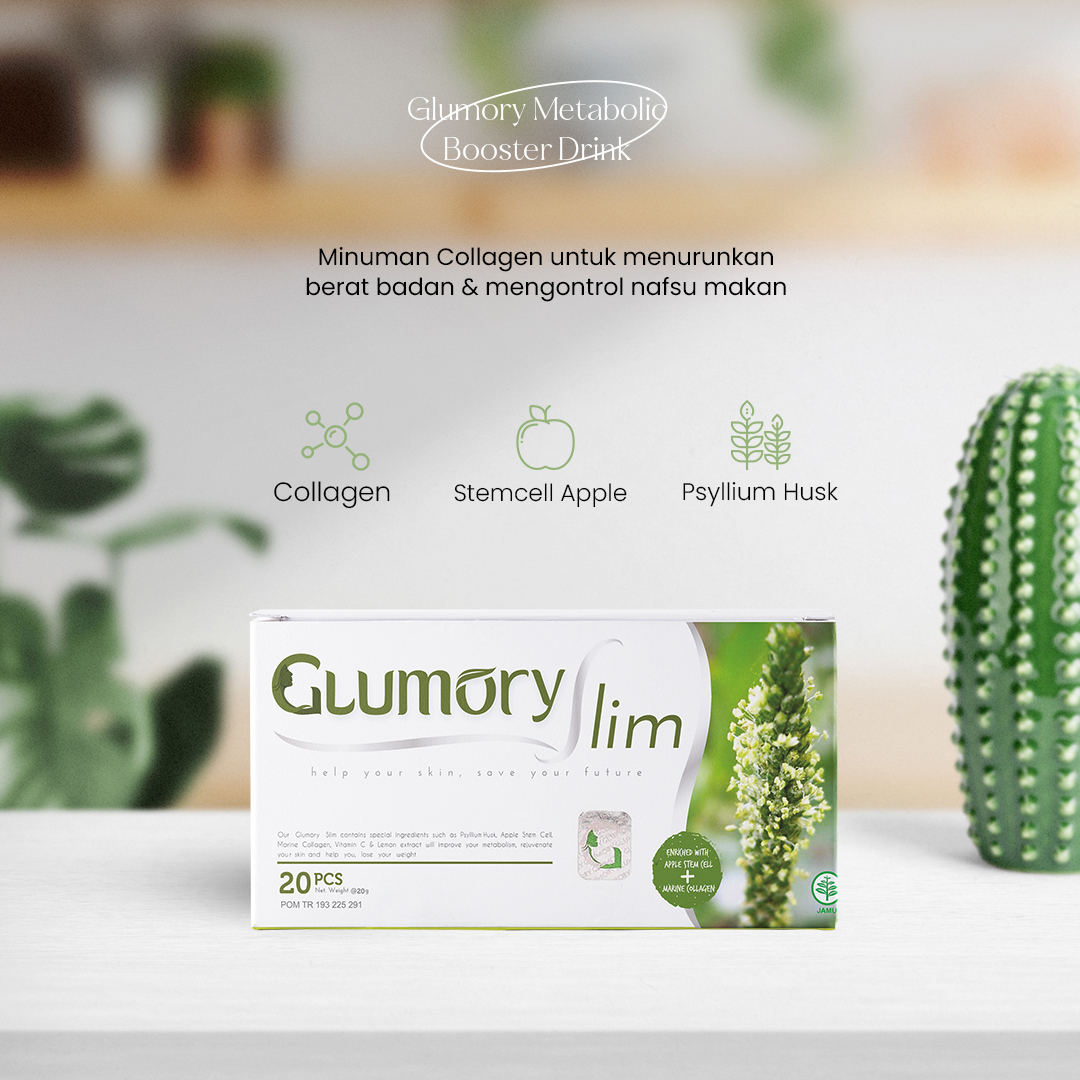 Glumory Metabolic
Booster Drink
Minuman Collagen untuk menurunkan
berat badan & mengontrol nafsu makan
Collagen
Stemcell Apple
Psyllium Husk
GLUMORY Slim
help your skin, save your future
Our Glumory Slim contains special ingredients such as Psyllium Husk, Apple Stem Cell,
Marine Collagen, Vitamin C & Lemon extract will improve your metabolism, rejuvenate
your skin and help you, lose your weight
20 PCS
Net. Weight @20g
POM TR 193 225 291
ENRICHED WITH
APPLE STEM CELL
+
MARINE COLLAGEN
JAMU